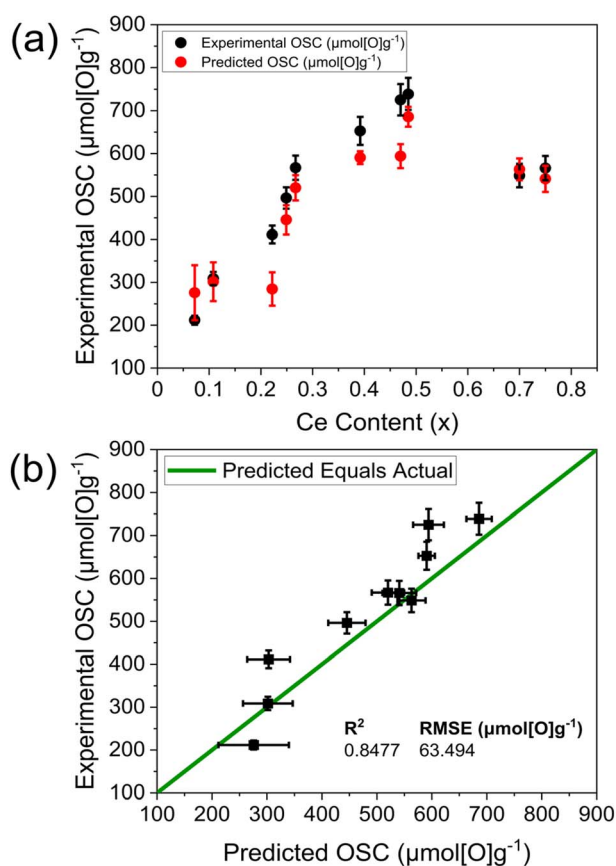 (a)
Experimental OSC (µmol[O]g⁻¹)
Predicted OSC (µmol[O]g⁻¹)
Experimental OSC (µmol[O]g⁻¹)
900
800
700
600
500
400
300
200
100
0 0.1 0.2 0.3 0.4 0.5 0.6 0.7 0.8
Ce Content (x)
(b)
Predicted Equals Actual
Experimental OSC (µmol[O]g⁻¹)
900
800
700
600
500
400
300
200
100
R² RMSE (µmol[O]g⁻¹)
0.8477 63.494
100 200 300 400 500 600 700 800 900
Predicted OSC (µmol[O]g⁻¹)